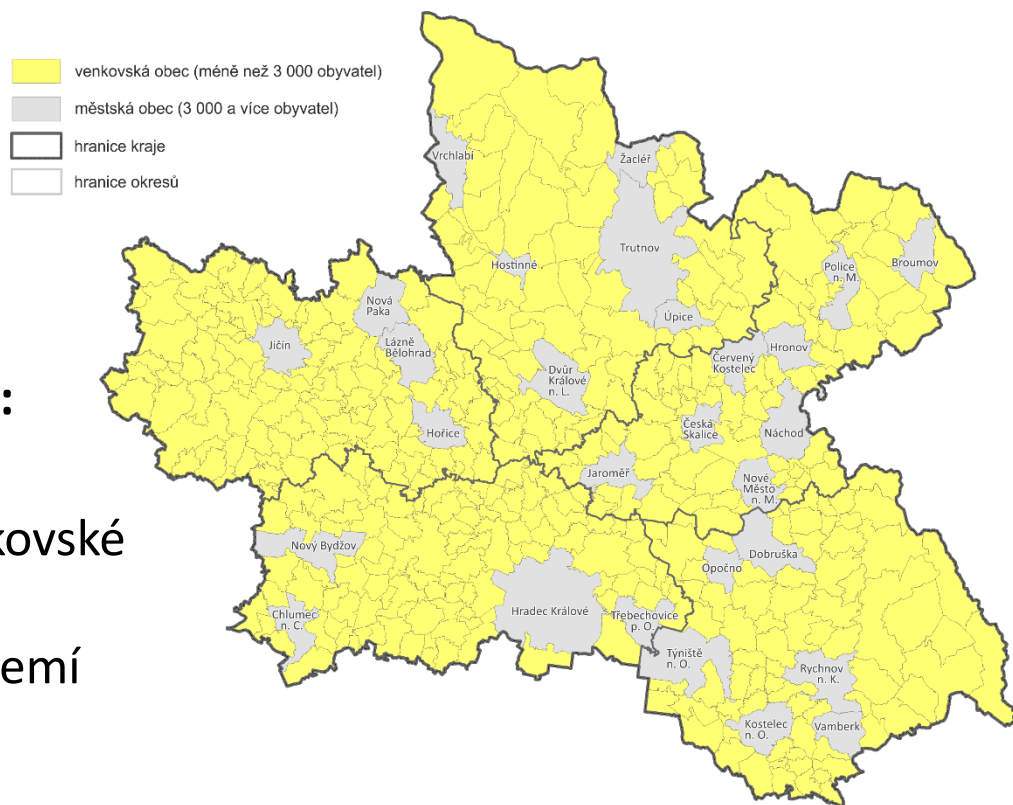 venkovská obec (méně než 3 000 obyvatel)
městská obec (3 000 a více obyvatel)
hranice kraje
hranice okresů
:
kovské
emí
Vrchlabí
Žacléř
Trutnov
Hostinné
Úpice
Police
n. M.
Broumov
Nová
Paka
Jičín
Lázně
Bělohrad
Hořice
Dvůr
Králové
n. L.
Červený
Kostelec
Hronov
Česká
Skalice
Náchod
Jaroměř
Nové
Město
n. M.
Nový Bydžov
Dobruška
Opočno
Chlumec
n. C.
Hradec Králové
Třebechovice
p. O.
Týniště
n. O.
Rychnov
n. K.
Kostelec
n. O.
Vamberk